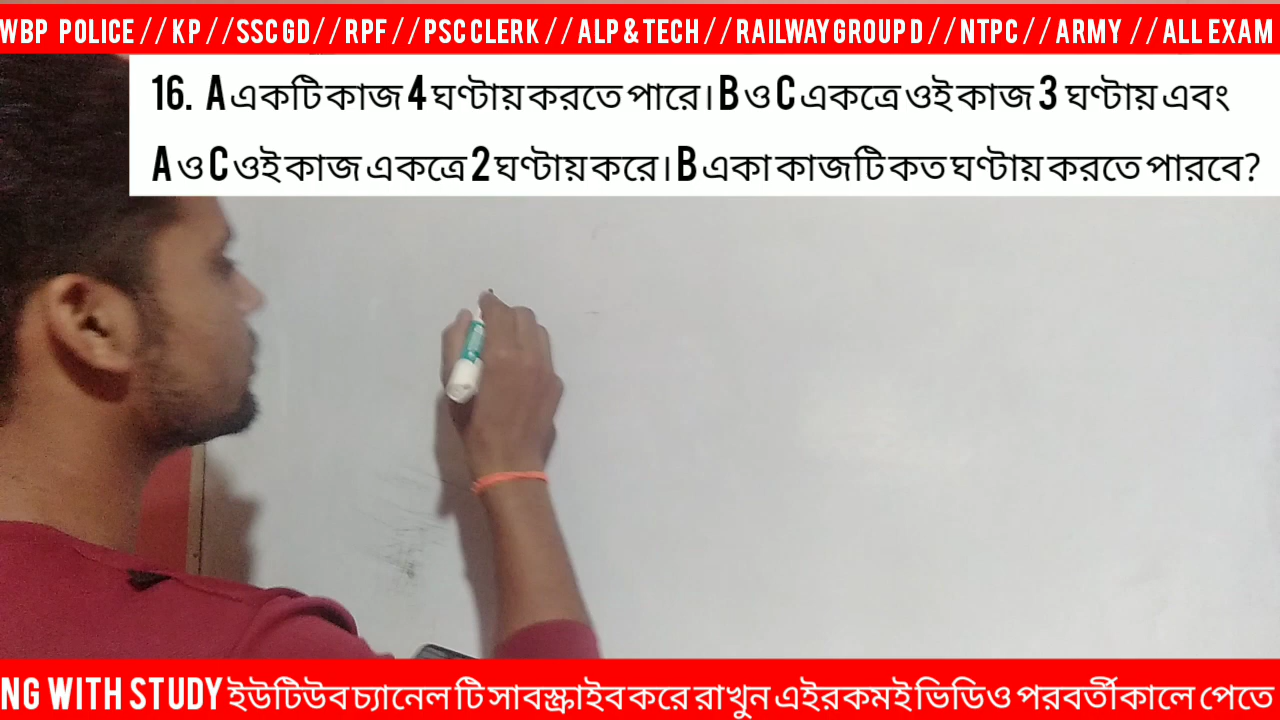 WBP POLICE // KP // SSC GD // RPF // PSC CLERK // ALP & TECH // RAILWAY GROUP D // NTPC // ARMY // ALL EXAM
16. A একটি কাজ 4 ঘণ্টায় করতে পারে। B ও C একত্রে ওই কাজ 3 ঘণ্টায় এবং
A ও C ওই কাজ একত্রে 2 ঘণ্টায় করে। B একা কাজটি কত ঘণ্টায় করতে পারবে?
NG WITH STUDY ইউটিউব চ্যানেল টি সাবস্ক্রাইব করে রাখুন এইরকমই ভিডিও পরবর্তীকালে পেতে